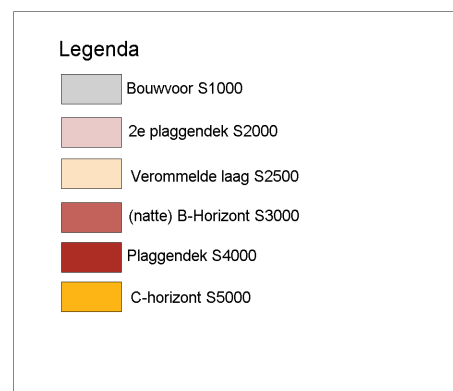 Legenda
Bouwvoor S1000
2e plaggendek S2000
Verommelde laag S2500
(natte) B-Horizont S3000
Plaggendek S4000
C-horizont S5000